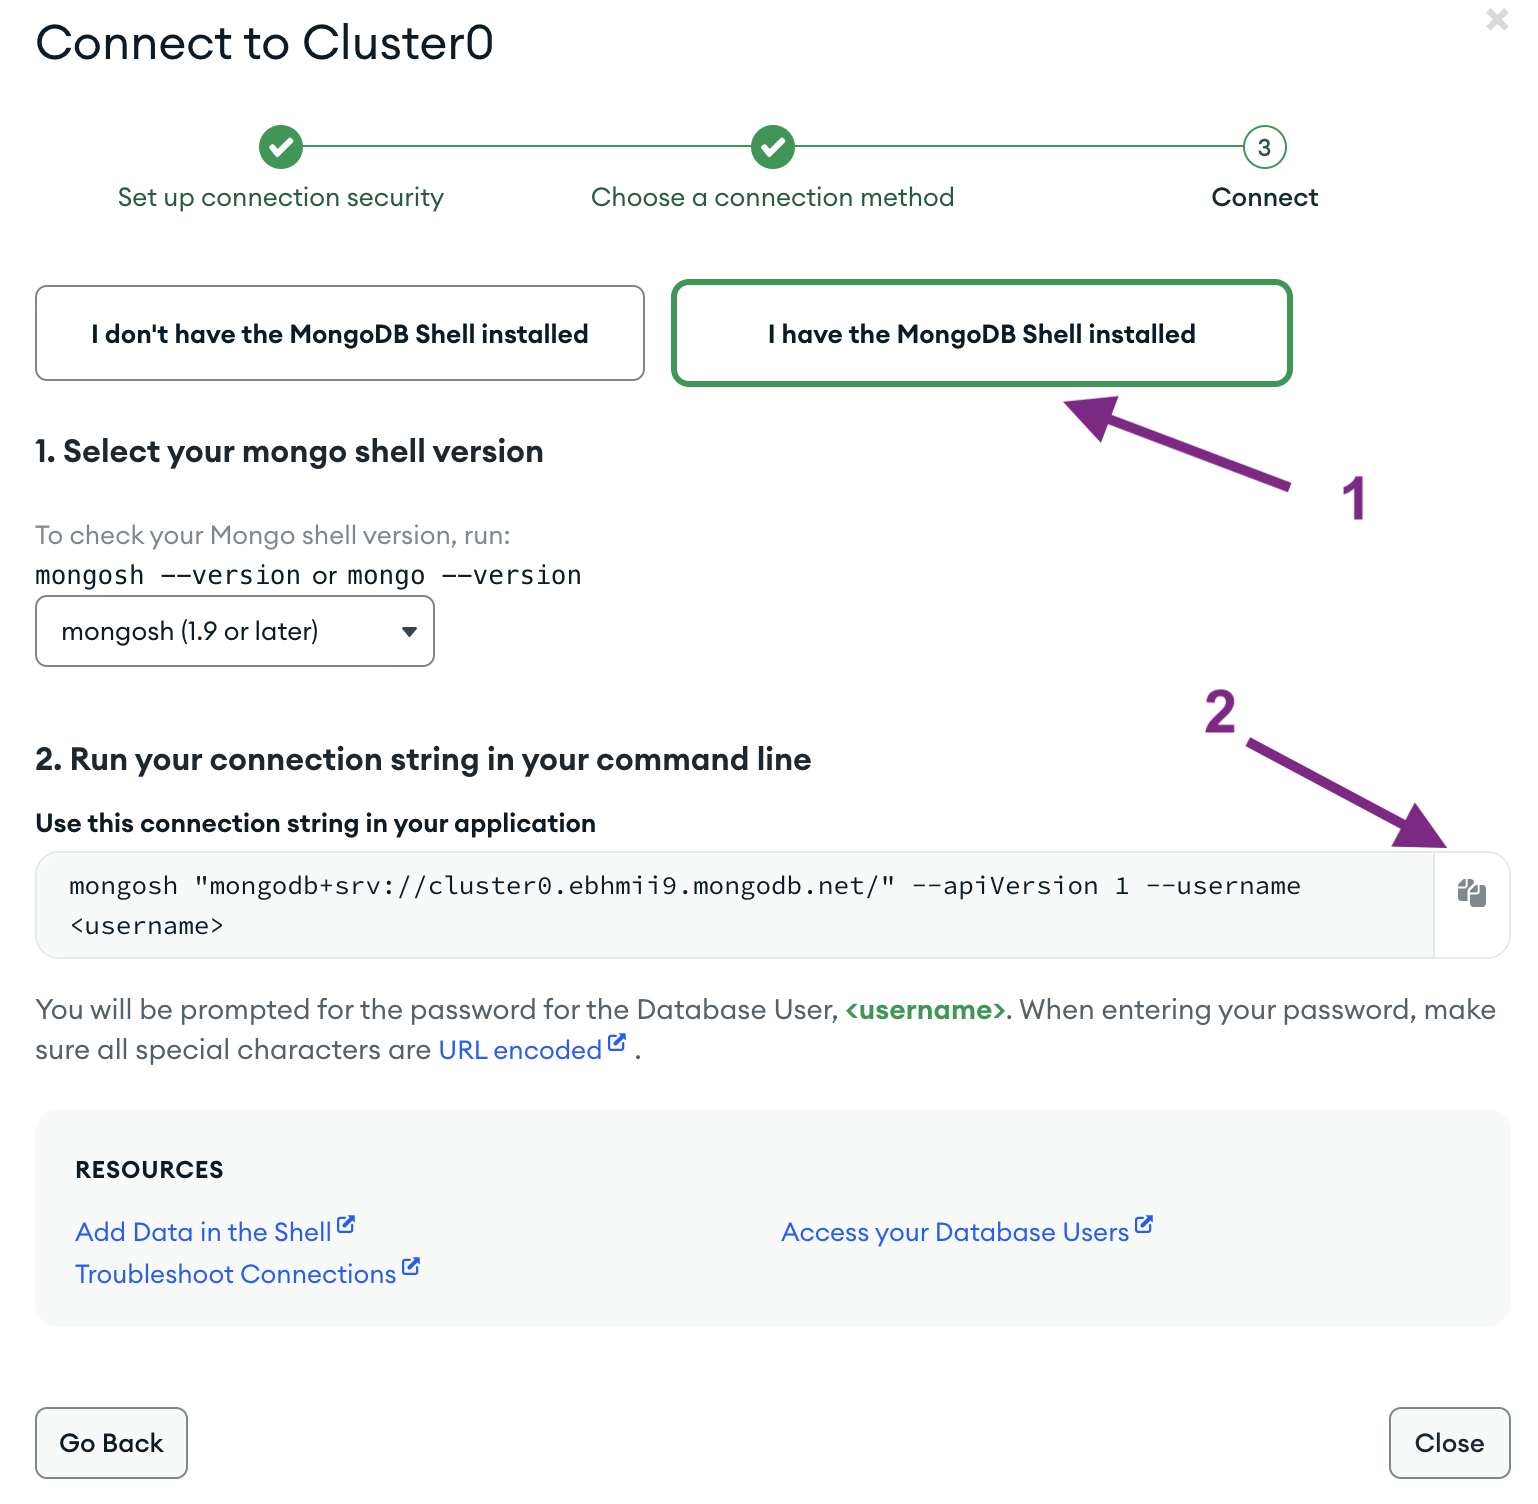 Connect to Cluster0
3
Set up connection security
Choose a connection method
Connect
I don't have the MongoDB Shell installed
I have the MongoDB Shell installed
1. Select your mongo shell version
1
To check your Mongo shell version, run:
mongosh --version or mongo --version
mongosh (1.9 or later)
2
2. Run your connection string in your command line
Use this connection string in your application
mongosh "mongodb+srv://cluster0.ebhmii9.mongodb.net/" --apiVersion 1 --username
<username>
You will be prompted for the password for the Database User, <username>. When entering your password, make
sure all special characters are URL encoded .
RESOURCES
Add Data in the Shell
Access your Database Users
Troubleshoot Connections
Go Back
Close